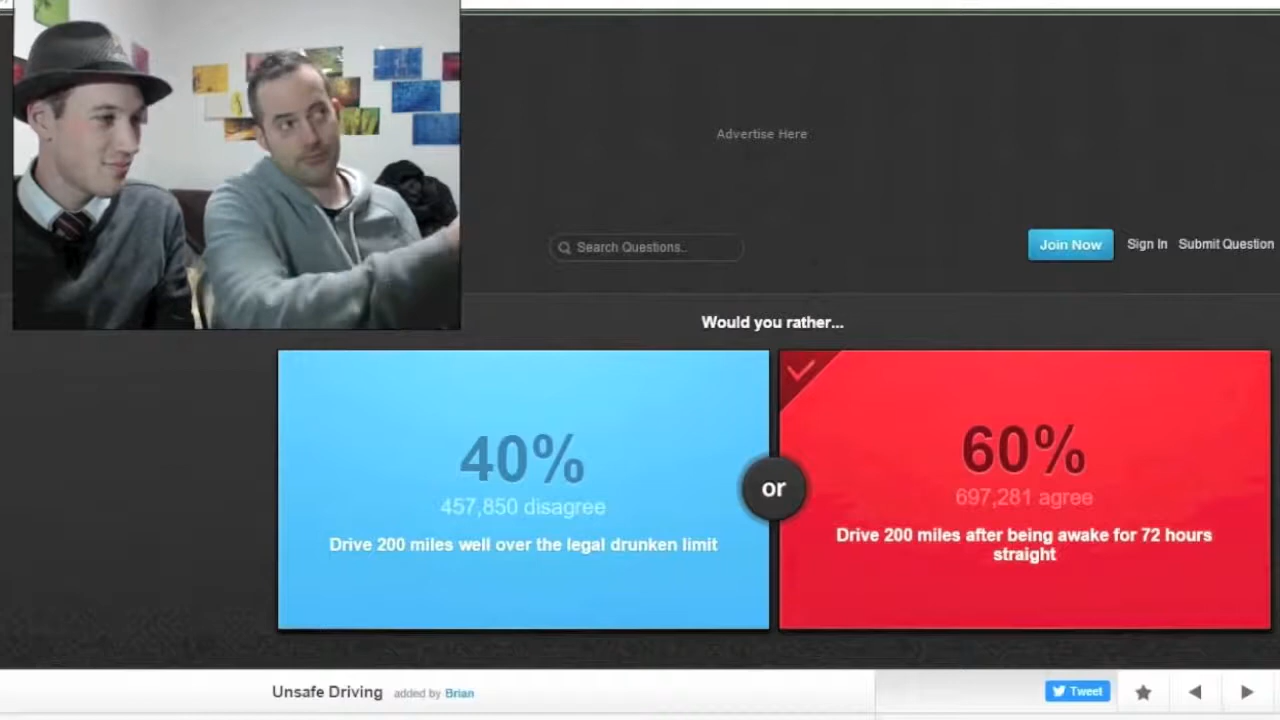 Advertise Here
Search Questions..
Join Now
Sign In
Submit Question
Would you rather...
40%
457,850 disagree
Drive 200 miles well over the legal drunken limit
or
60%
697,281 agree
Drive 200 miles after being awake for 72 hours
straight
Unsafe Driving
added by Brian
Tweet